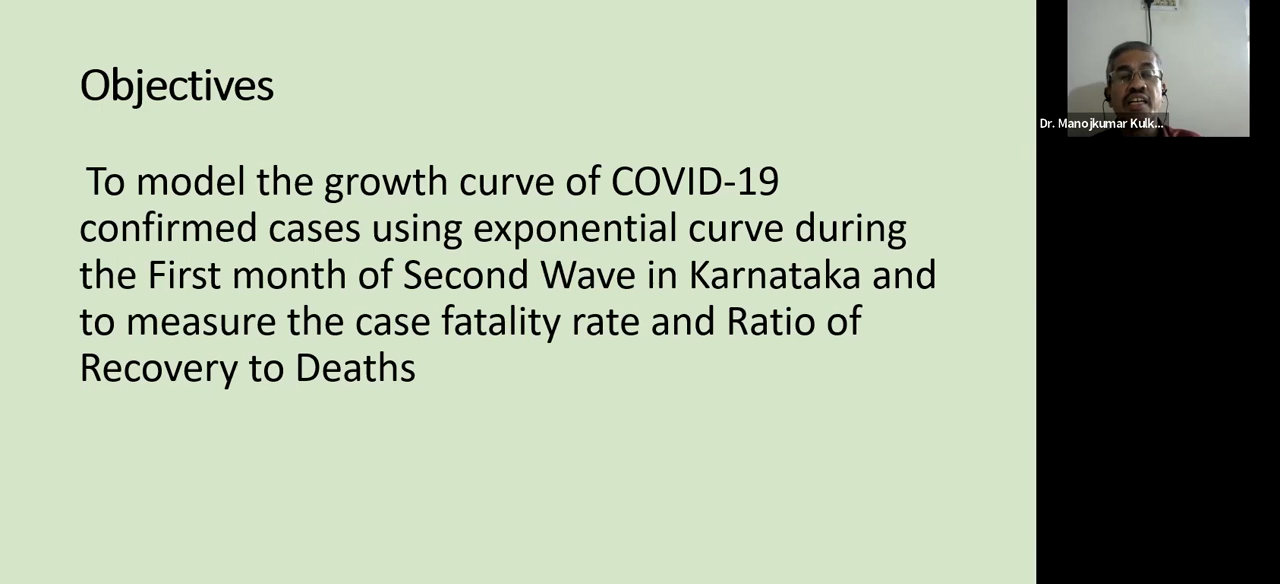 Objectives
To model the growth curve of COVID-19
confirmed cases using exponential curve during
the First month of Second Wave in Karnataka and
to measure the case fatality rate and Ratio of
Recovery to Deaths
Dr. Manojkumar Kulk...